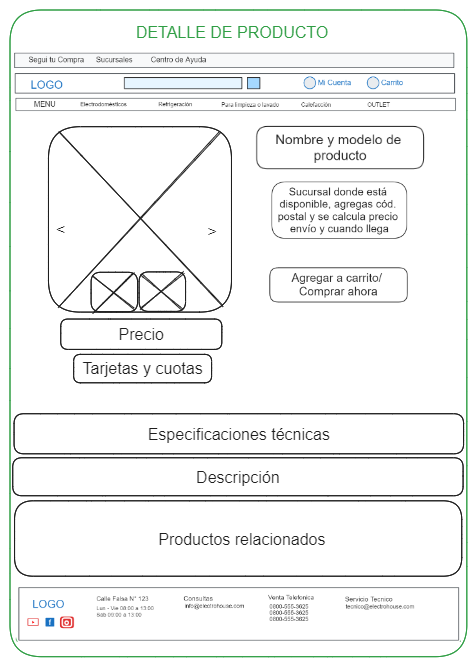 DETALLE DE PRODUCTO
Segui tu Compra Sucursales Centro de Ayuda
LOGO Mi Cuenta Carrito
MENU Electrodomésticos Refrigeración Para limpieza o lavado Calefacción OUTLET
Nombre y modelo de
producto
Sucursal donde está
disponible, agregas cód.
postal y se calcula precio
envío y cuando llega
< >
Agregar a carrito/
Comprar ahora
Precio
Tarjetas y cuotas
Especificaciones técnicas
Descripción
Productos relacionados
LOGO
Calle Falsa N° 123
Lun - Vie 08:00 a 13:00
Sab 09:00 a 13:00
Consultas
info@electrohouse.com
Venta Telefonica
0800-555-3625
0800-555-3625
0800-555-3625
Servicio Tecnico
tecnico@electrohouse.com